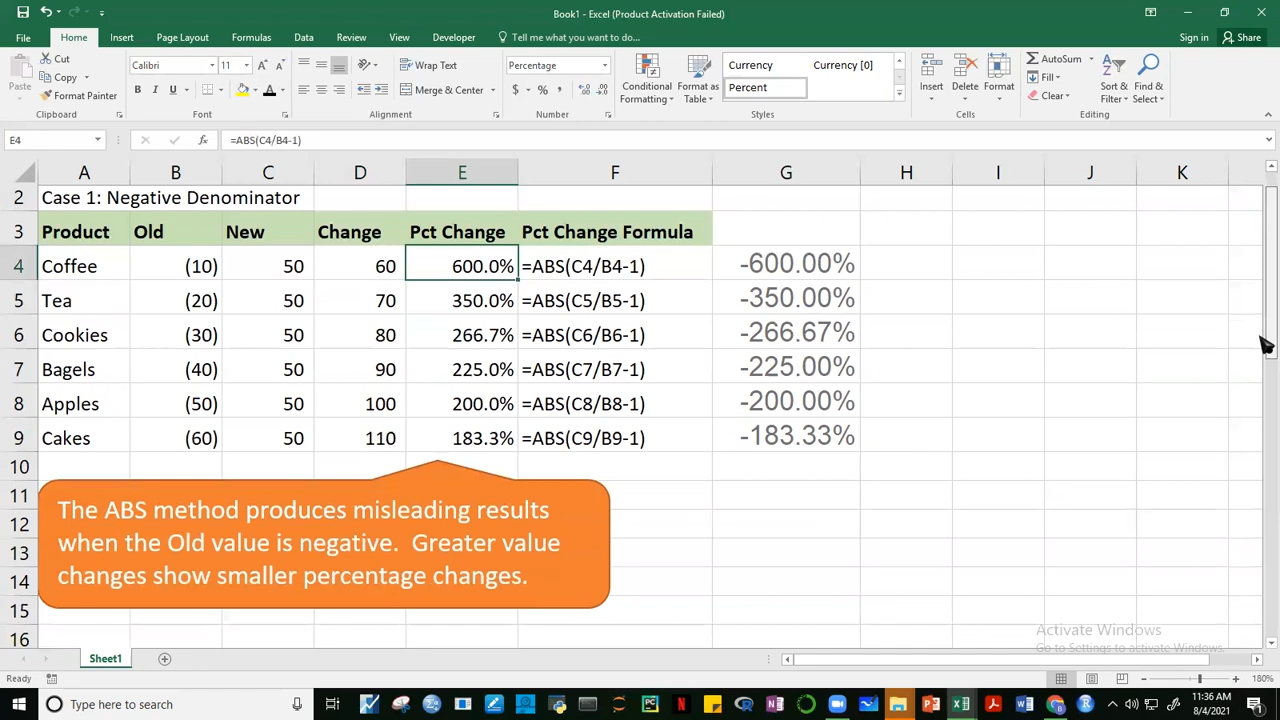 Book1 - Excel (Product Activation Failed)
File Home Insert Page Layout Formulas Data Review View Developer Tell me what you want to do... Sign in Share
Paste
Cut
Copy
Format Painter
Clipboard
Calibri 11
B I U A
Font
Wrap Text
Merge & Center
Alignment
Percentage
$ % ,
Number
Conditional Formatting
Format as Table
Currency Currency [0]
Percent
Styles
Insert Delete Format
Cells
AutoSum
Fill
Clear
Sort & Filter
Find & Select
Editing
E4 fx =ABS(C4/B4-1)
A B C D E F G H I J K
2 Case 1: Negative Denominator
3 Product Old New Change Pct Change Pct Change Formula
4 Coffee (10) 50 60 600.0% =ABS(C4/B4-1) -600.00%
5 Tea (20) 50 70 350.0% =ABS(C5/B5-1) -350.00%
6 Cookies (30) 50 80 266.7% =ABS(C6/B6-1) -266.67%
7 Bagels (40) 50 90 225.0% =ABS(C7/B7-1) -225.00%
8 Apples (50) 50 100 200.0% =ABS(C8/B8-1) -200.00%
9 Cakes (60) 50 110 183.3% =ABS(C9/B9-1) -183.33%
10
11
12
13
14
15
16
The ABS method produces misleading results
when the Old value is negative. Greater value
changes show smaller percentage changes.
Activate Windows
Go to Settings to activate Windows.
Sheet1
Ready
180%
Type here to search
11:36 AM
8/4/2021